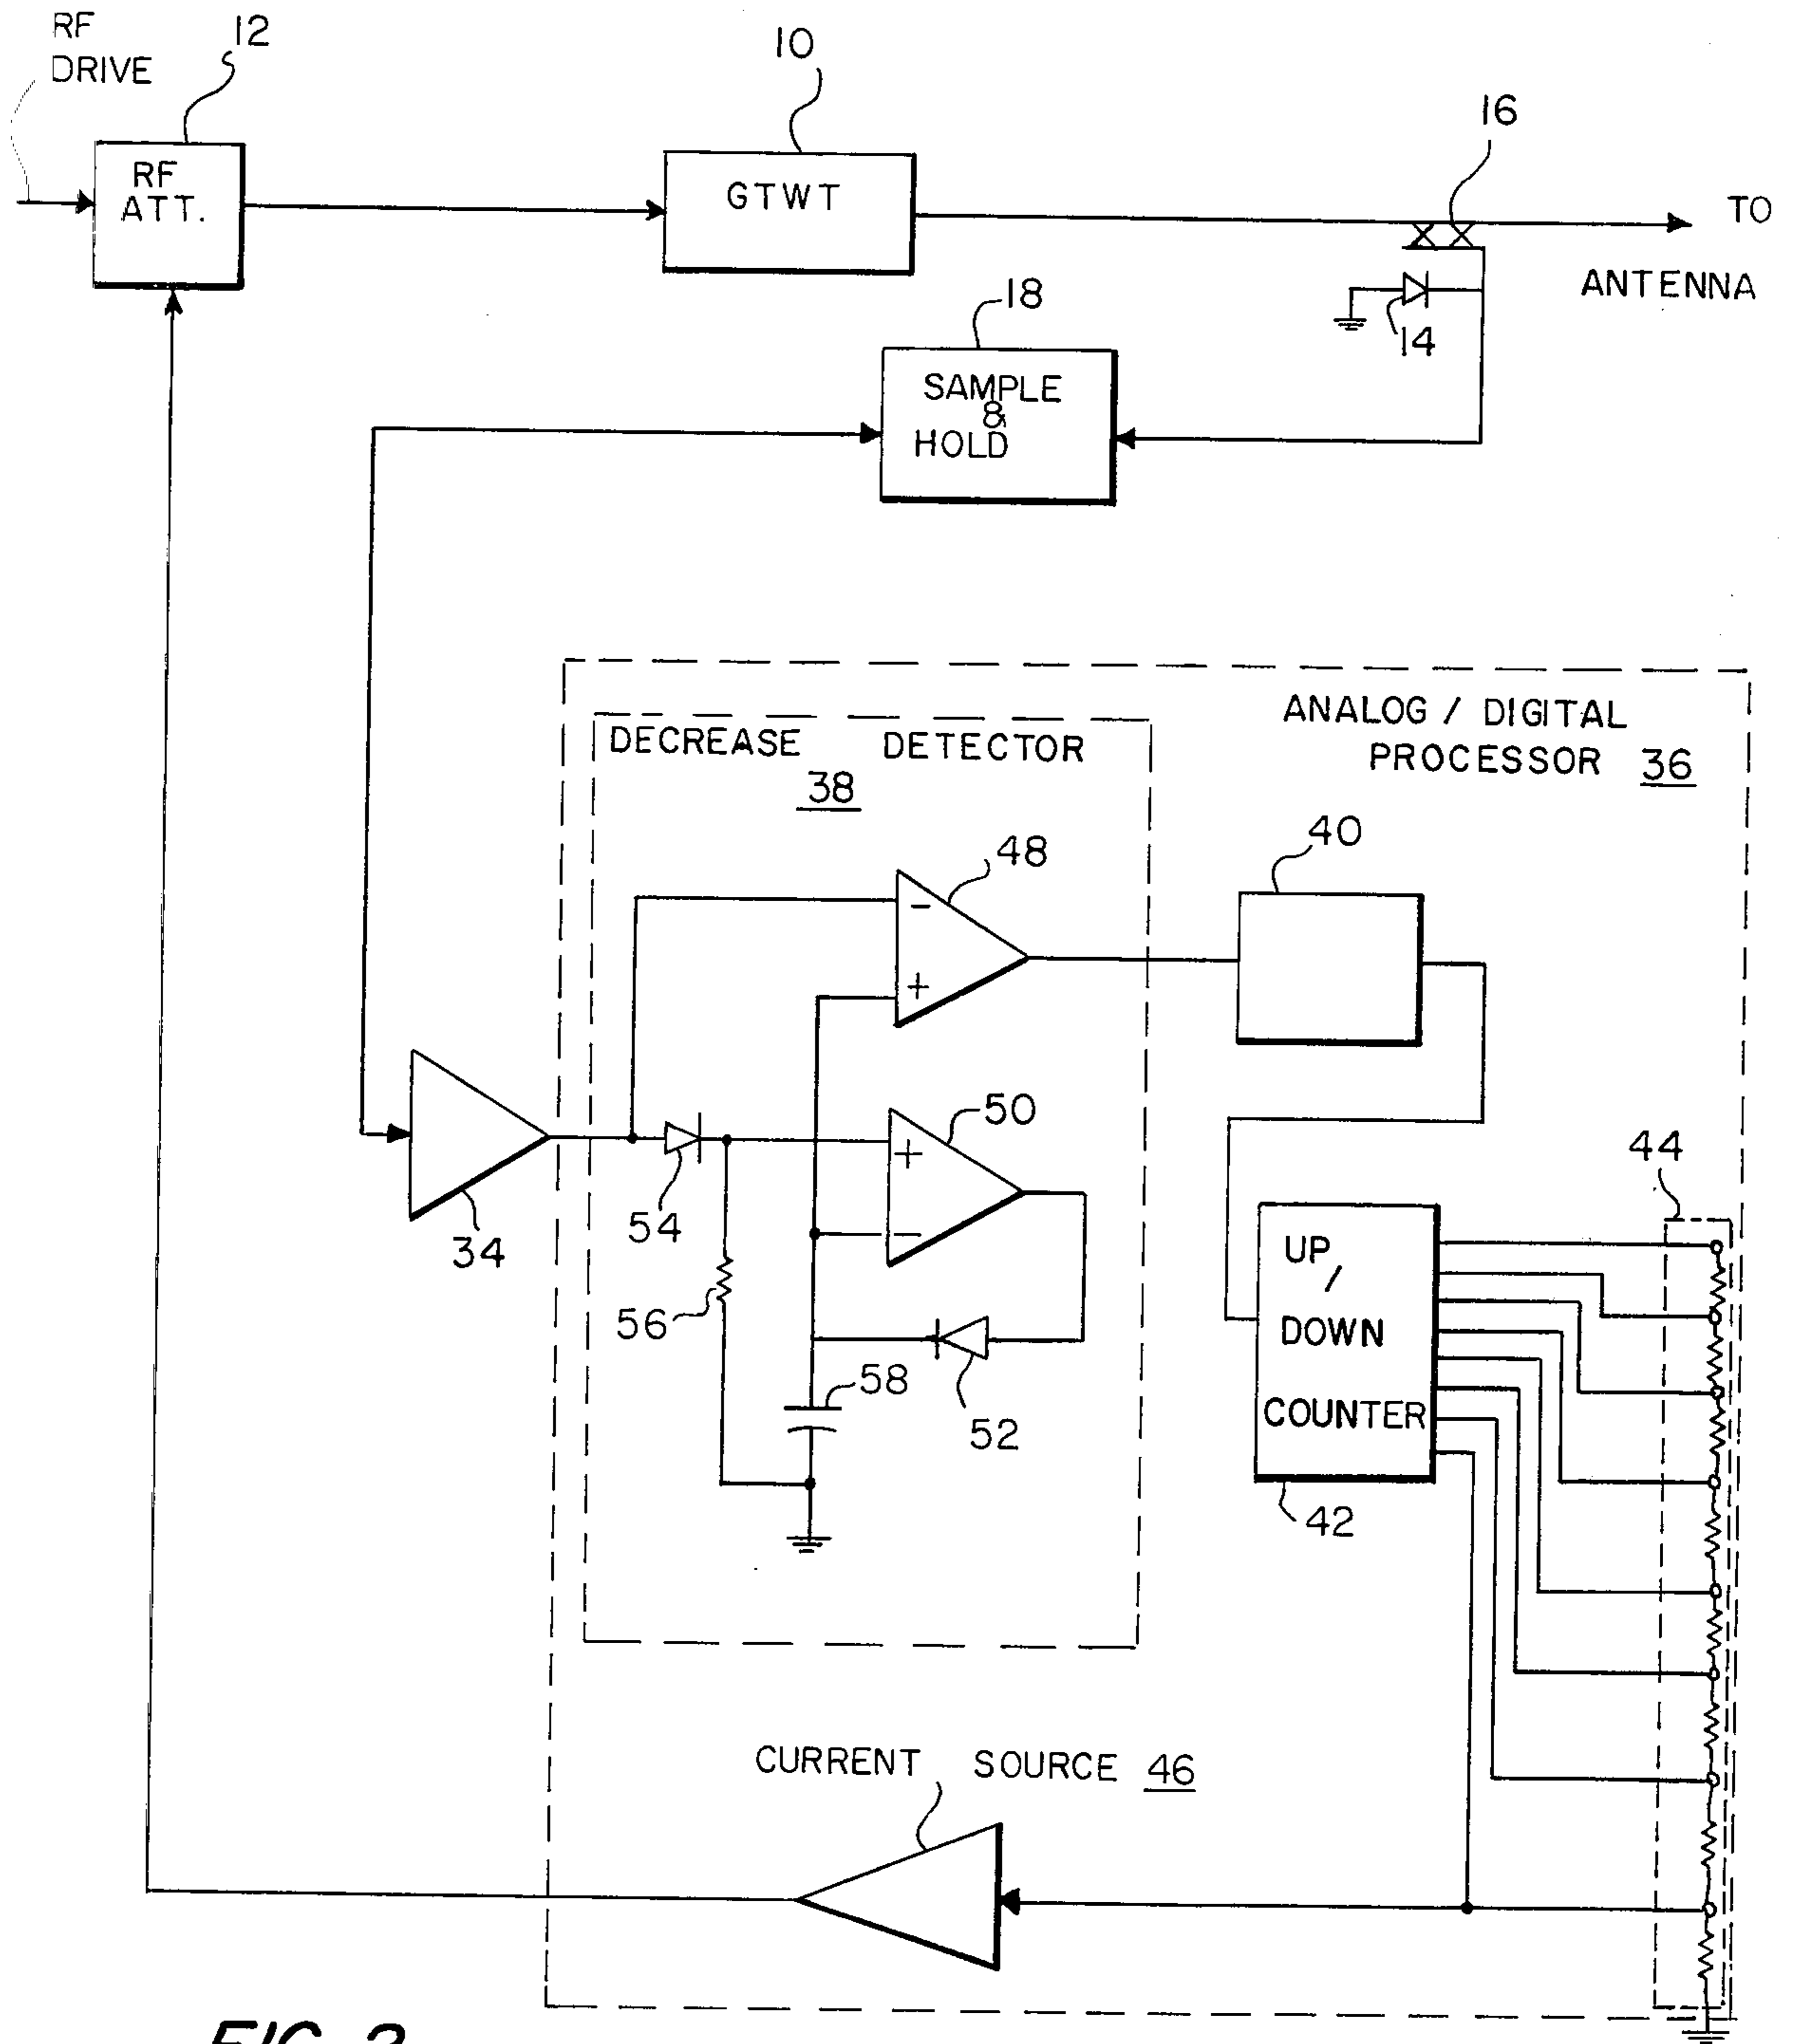 RF
DRIVE
12
10
16
RF
ATT.
GTWT
TO
ANTENNA
14
18
SAMPLE
&
HOLD
ANALOG / DIGITAL
PROCESSOR 36
DECREASE DETECTOR
38
48
40
-
+
50
+
-
54
34
56
58
52
44
UP
/
DOWN
COUNTER
42
CURRENT SOURCE 46